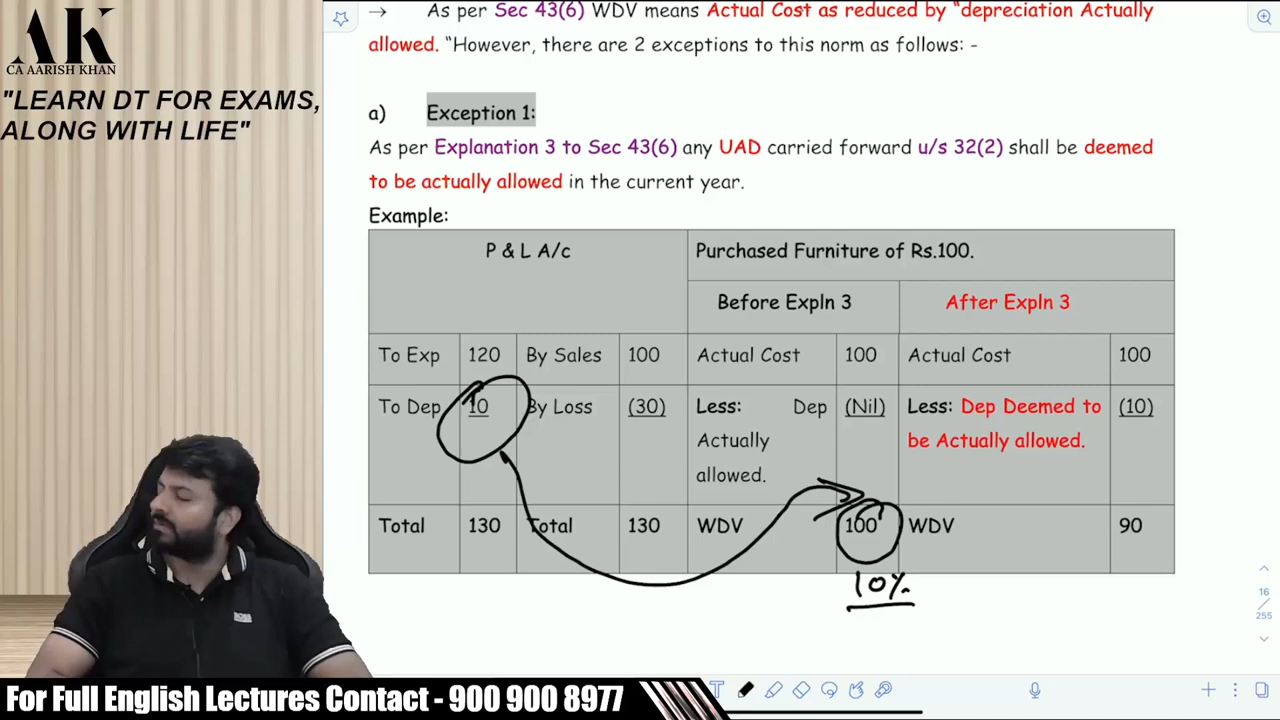 → As per Sec 43(6) WDV means Actual Cost as reduced by “depreciation Actually
allowed. “However, there are 2 exceptions to this norm as follows: -
AK
CA AARISH KHAN
"LEARN DT FOR EXAMS,
ALONG WITH LIFE"
a) Exception 1:
As per Explanation 3 to Sec 43(6) any UAD carried forward u/s 32(2) shall be deemed
to be actually allowed in the current year.
Example:
P & L A/c Purchased Furniture of Rs.100.
Before Expln 3 After Expln 3
To Exp 120 By Sales 100 Actual Cost 100 Actual Cost 100
To Dep 10 By Loss (30) Less: Dep (Nil) Less: Dep Deemed to (10)
Actually be Actually allowed.
allowed.
Total 130 Total 130 WDV 100 WDV 90
10%
16
255
For Full English Lectures Contact - 900 900 8977
T